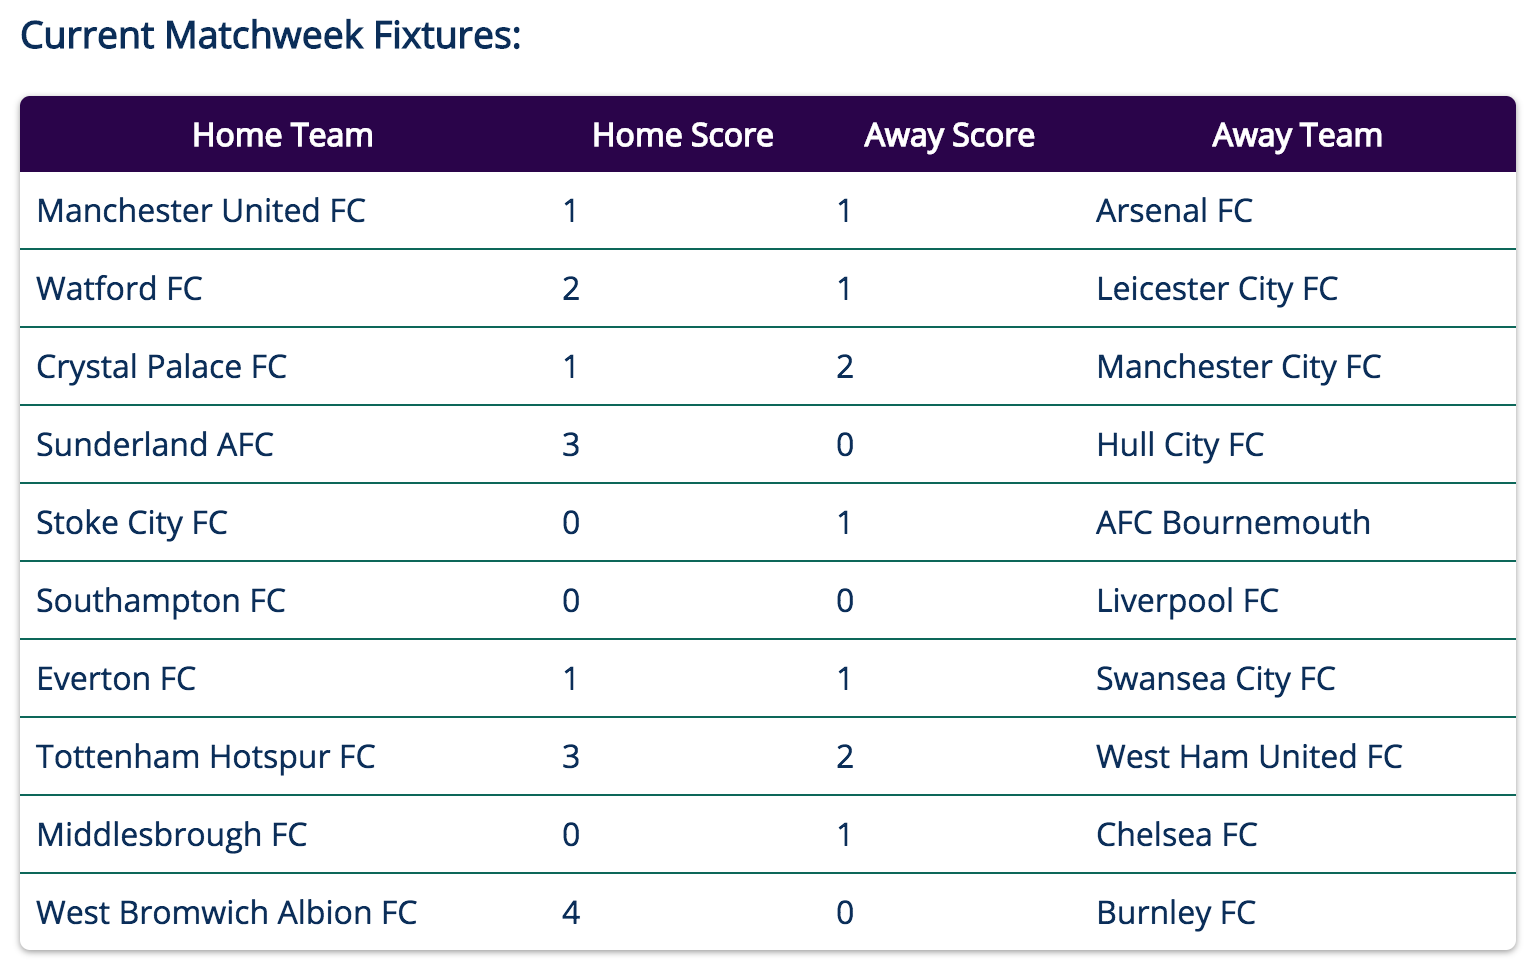 Current Matchweek Fixtures:
Home Team Home Score Away Score Away Team
Manchester United FC 1 1 Arsenal FC
Watford FC 2 1 Leicester City FC
Crystal Palace FC 1 2 Manchester City FC
Sunderland AFC 3 0 Hull City FC
Stoke City FC 0 1 AFC Bournemouth
Southampton FC 0 0 Liverpool FC
Everton FC 1 1 Swansea City FC
Tottenham Hotspur FC 3 2 West Ham United FC
Middlesbrough FC 0 1 Chelsea FC
West Bromwich Albion FC 4 0 Burnley FC